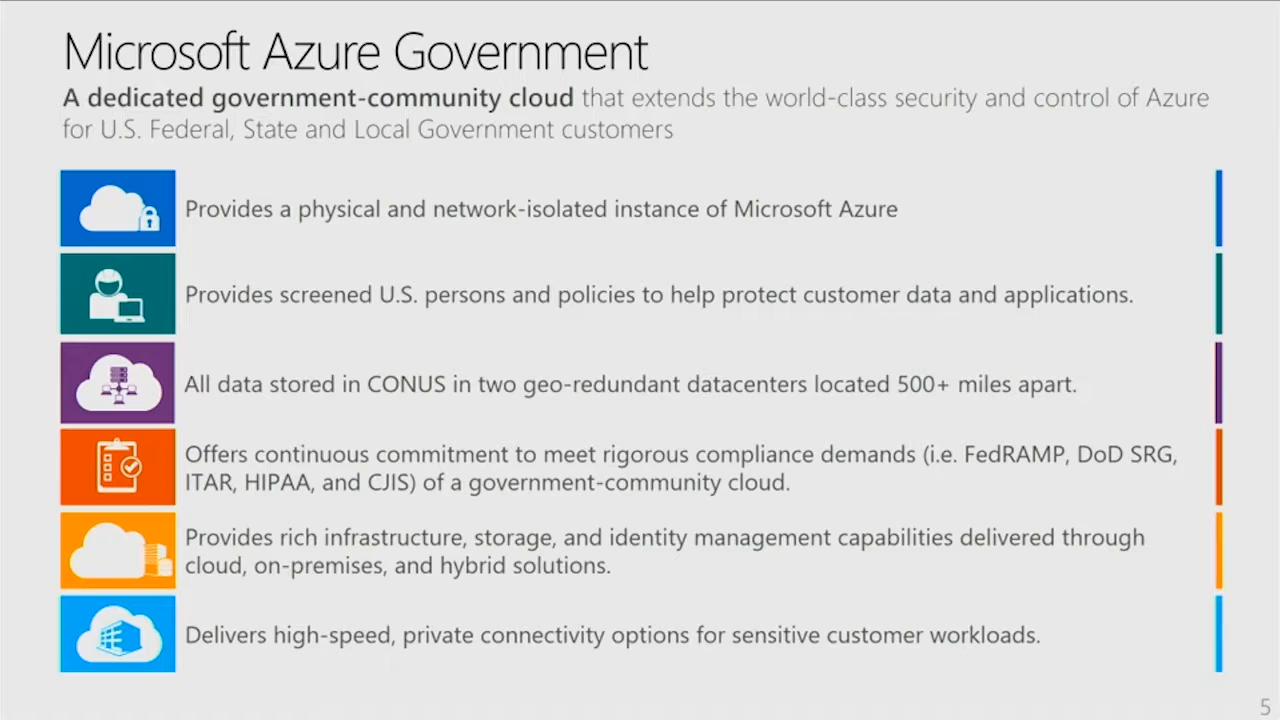 Microsoft Azure Government
A dedicated government-community cloud that extends the world-class security and control of Azure
for U.S. Federal, State and Local Government customers
Provides a physical and network-isolated instance of Microsoft Azure
Provides screened U.S. persons and policies to help protect customer data and applications.
All data stored in CONUS in two geo-redundant datacenters located 500+ miles apart.
Offers continuous commitment to meet rigorous compliance demands (i.e. FedRAMP, DoD SRG,
ITAR, HIPAA, and CJIS) of a government-community cloud.
Provides rich infrastructure, storage, and identity management capabilities delivered through
cloud, on-premises, and hybrid solutions.
Delivers high-speed, private connectivity options for sensitive customer workloads.
5